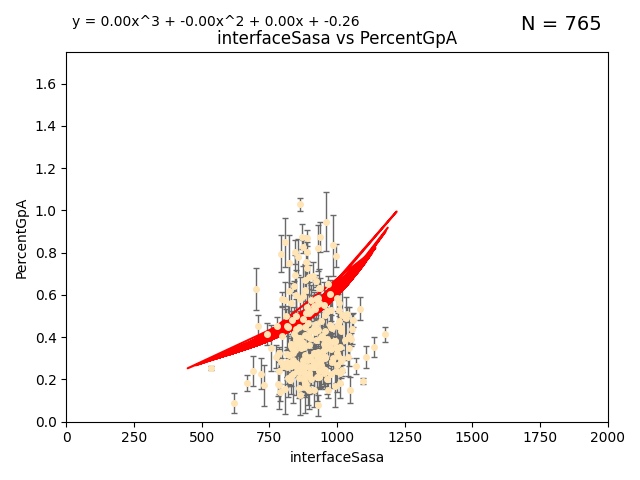 y = 0.00x^3 + -0.00x^2 + 0.00x + -0.26
N = 765
interfaceSasa vs PercentGpA
PercentGpA
1.6
1.4
1.2
1.0
0.8
0.6
0.4
0.2
0.0
0 250 500 750 1000 1250 1500 1750 2000
interfaceSasa